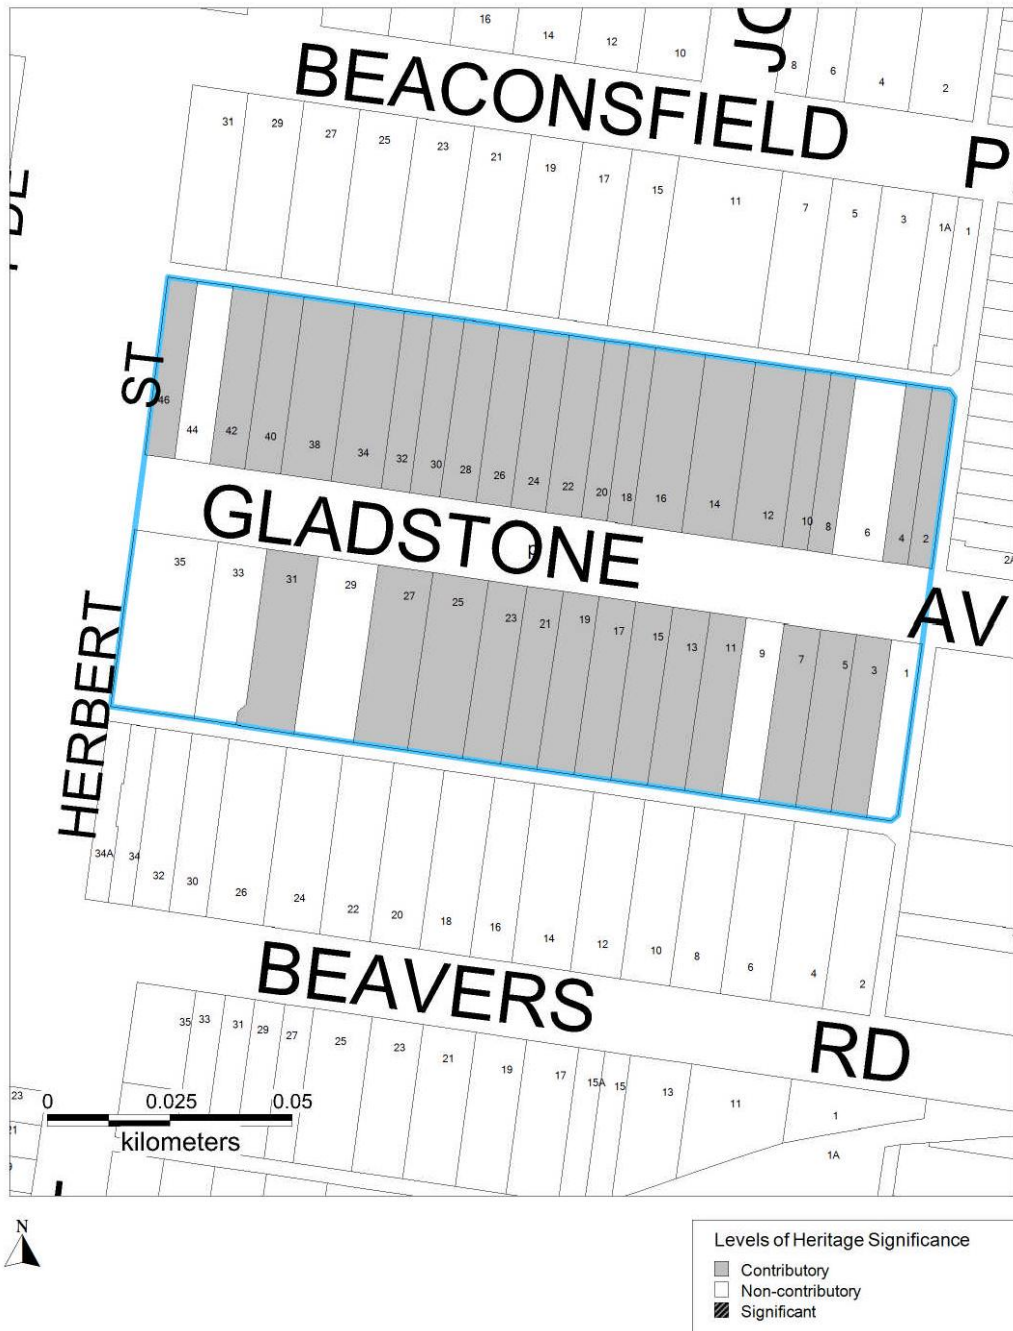 16 14 12 10 JO 8 6 4 2
BEACONSFIELD P
31 29 27 25 23 21 19 17 15 11 7 5 3 1A 1
ST
46 44 42 40 38 34 32 30 28 26 24 22 20 18 16 14 12 10 8 6 4 2
2A
GLADSTONE AV
p
35 33 31 29 27 25 23 21 19 17 15 13 11 9 7 5 3 1
HERBERT
34A 34 32 30 26 24 22 20 18 16 14 12 10 8 6 4 2
BEAVERS RD
35 33 31 29 27 25 23 21 19 17 15A 15 13 11 1
1A
23
21
0 0.025 0.05
kilometers
N
Levels of Heritage Significance
Contributory
Non-contributory
Significant